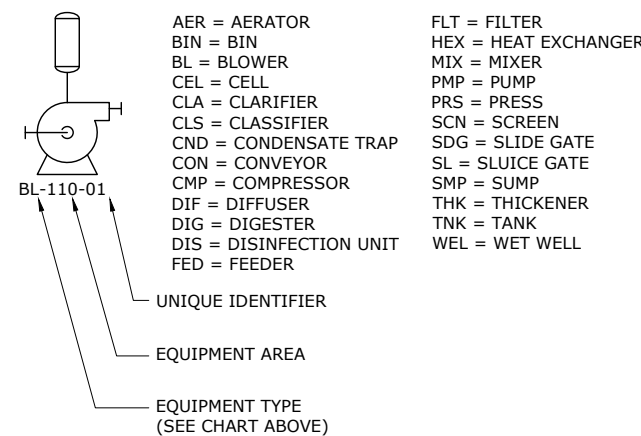 AER = AERATOR
BIN = BIN
BL = BLOWER
CEL = CELL
CLA = CLARIFIER
CLS = CLASSIFIER
CND = CONDENSATE TRAP
CON = CONVEYOR
CMP = COMPRESSOR
DIF = DIFFUSER
DIG = DIGESTER
DIS = DISINFECTION UNIT
FED = FEEDER
FLT = FILTER
HEX = HEAT EXCHANGER
MIX = MIXER
PMP = PUMP
PRS = PRESS
SCN = SCREEN
SDG = SLIDE GATE
SL = SLUICE GATE
SMP = SUMP
THK = THICKENER
TNK = TANK
WEL = WET WELL
BL-110-01
UNIQUE IDENTIFIER
EQUIPMENT AREA
EQUIPMENT TYPE
(SEE CHART ABOVE)